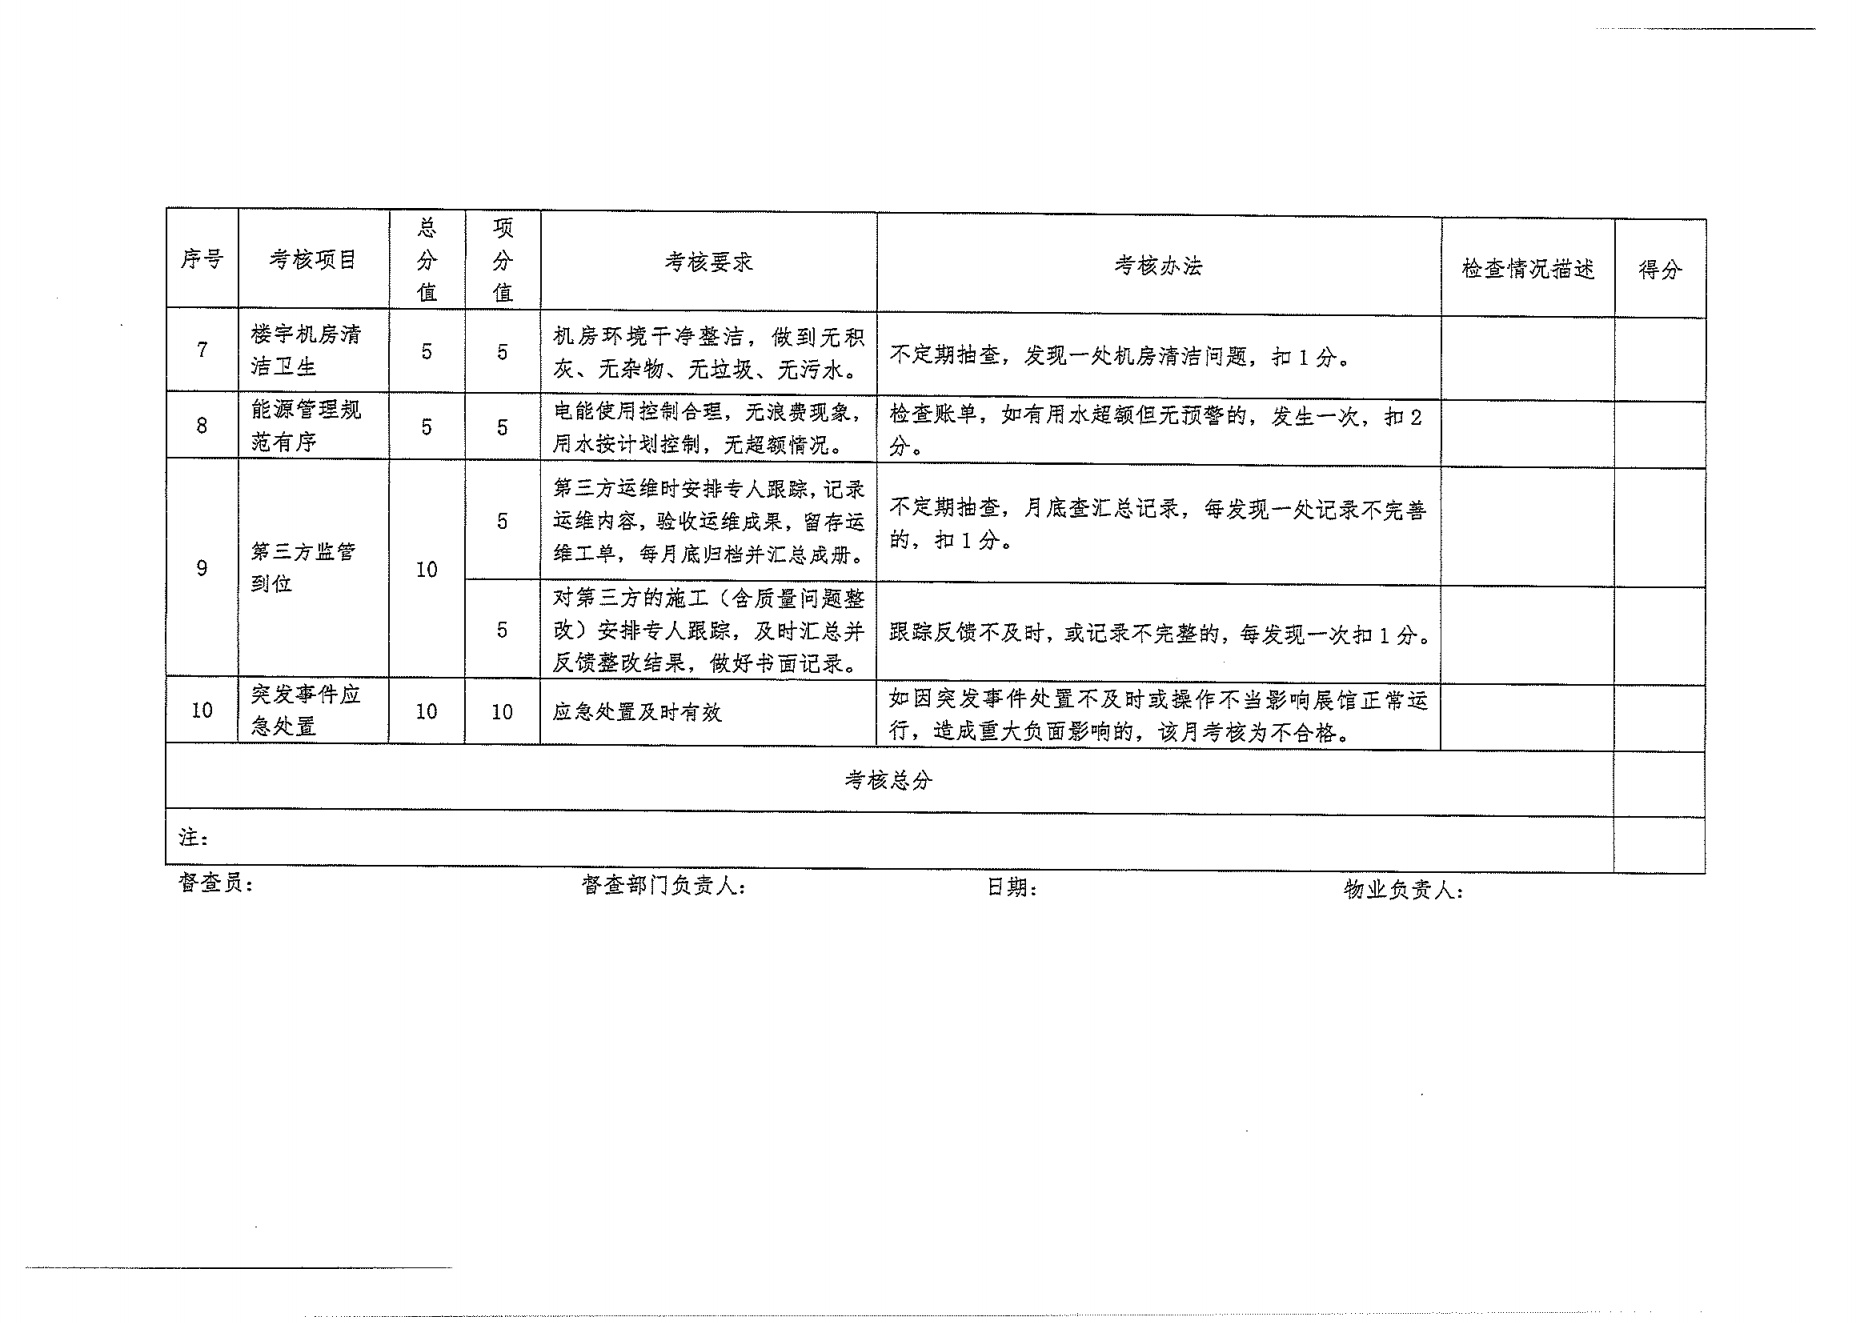 序号
考核项目
总
分
值
项
分
值
考核要求
考核办法
检查情况描述
得分
7
楼宇机房清
洁卫生
5
5
机房环境干净整洁，做到无积
灰、无杂物、无垃圾、无污水。
不定期抽查，发现一处机房清洁问题，扣1分。
8
能源管理规
范有序
5
5
电能使用控制合理，无浪费现象，
用水按计划控制，无超额情况。
检查账单，如有用水超额但无预警的，发生一次，扣2
分。
9
第三方监管
到位
10
5
第三方运维时安排专人跟踪，记录
运维内容，验收运维成果，留存运
维工单，每月底归档并汇总成册。
不定期抽查，月底查汇总记录，每发现一处记录不完善
的，扣1分。
5
对第三方的施工（含质量问题整
改）安排专人跟踪，及时汇总并
反馈整改结果，做好书面记录。
跟踪反馈不及时，或记录不完整的，每发现一次扣1分。
10
突发事件应
急处置
10
10
应急处置及时有效
如因突发事件处置不及时或操作不当影响展馆正常运
行，造成重大负面影响的，该月考核为不合格。
考核总分
注：
督查员：
督查部门负责人：
日期：
物业负责人：